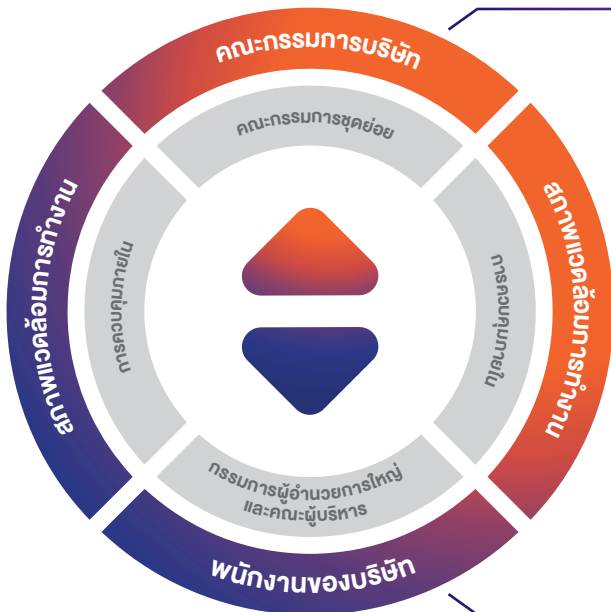 คณะกรรมการบริษัท
คณะกรรมการชุดย่อย
สภาพแวดล้อมการทำงาน
การควบคุมภายใน
การควบคุมภายใน
สภาพแวดล้อมการทำงาน
กรรมการผู้อำนวยการใหญ่
และคณะผู้บริหาร
พนักงานของบริษัท